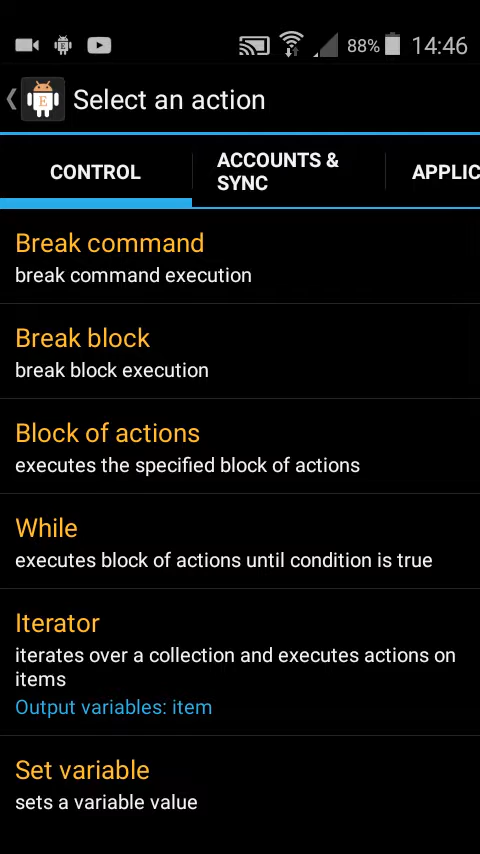 88% 14:46
E
Select an action
CONTROL
ACCOUNTS &
SYNC
APPLIC
Break command
break command execution
Break block
break block execution
Block of actions
executes the specified block of actions
While
executes block of actions until condition is true
Iterator
iterates over a collection and executes actions on
items
Output variables: item
Set variable
sets a variable value